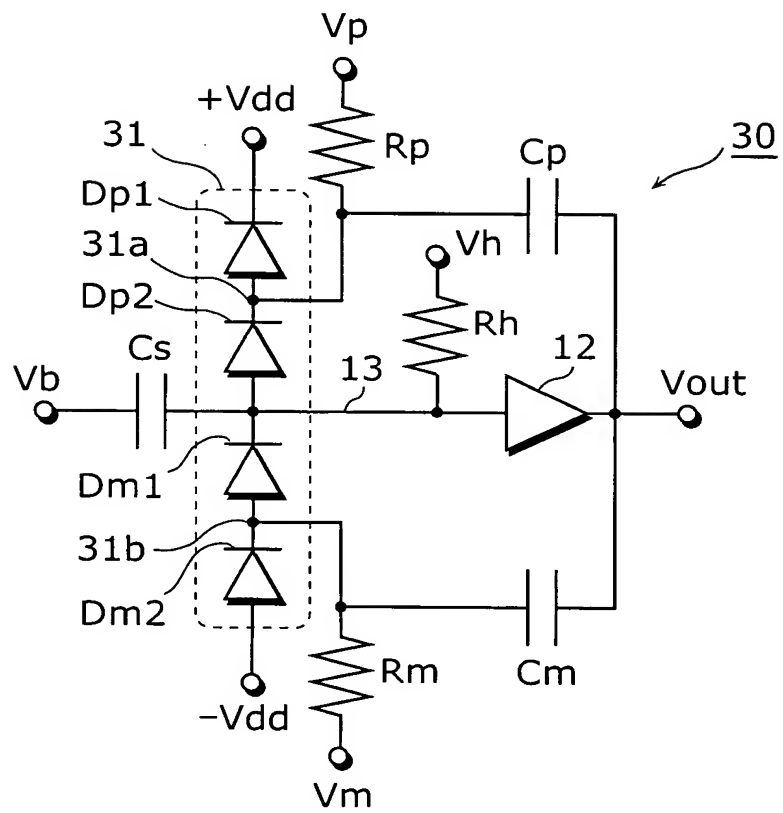 Vp
+Vdd
31
Rp
Cp
30
Dp1
31a
Vh
Dp2
Rh
Cs
13
12
Vb
Vout
Dm1
31b
Dm2
Rm
Cm
−Vdd
Vm